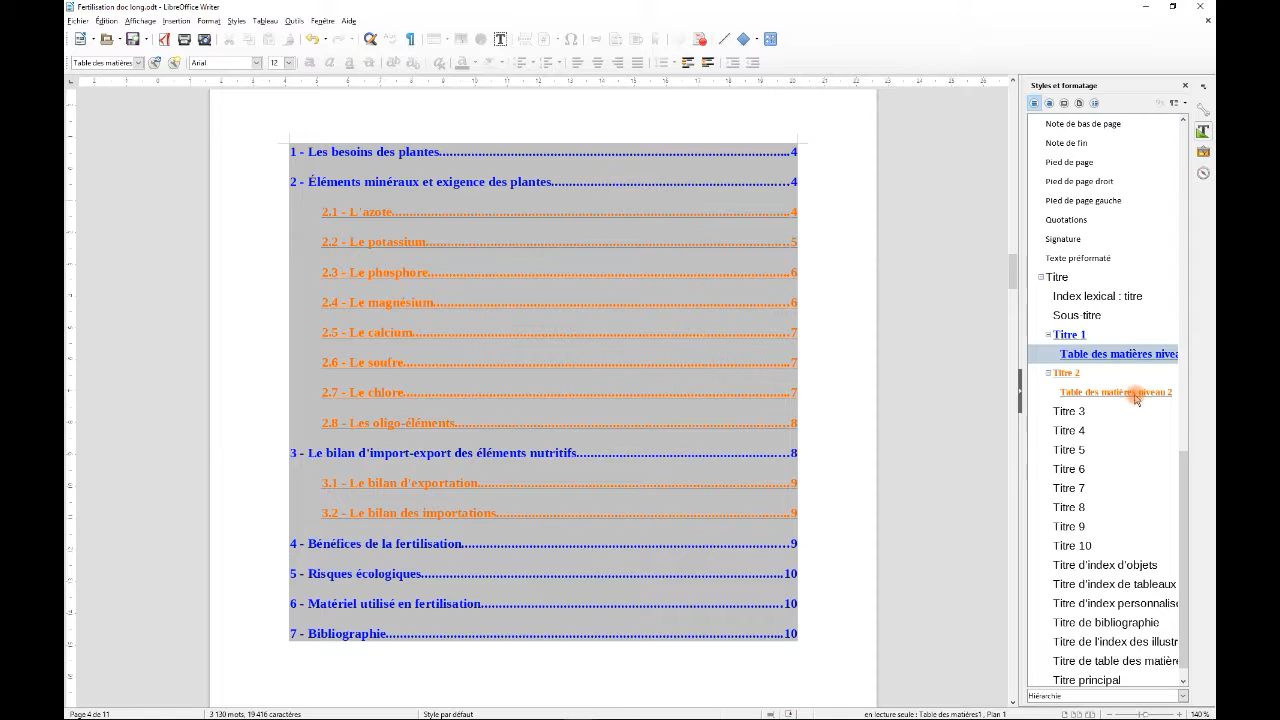 Fertilisation doc long.odt - LibreOffice Writer
Fichier Édition Affichage Insertion Format Styles Tableau Outils Fenêtre Aide
Table des matières Arial 12
1 - Les besoins des plantes 4
2 - Éléments minéraux et exigence des plantes 4
2.1 - L'azote 4
2.2 - Le potassium 5
2.3 - Le phosphore 6
2.4 - Le magnésium 6
2.5 - Le calcium 7
2.6 - Le soufre 7
2.7 - Le chlore 7
2.8 - Les oligo-éléments 8
3 - Le bilan d'import-export des éléments nutritifs 8
3.1 - Le bilan d'exportation 9
3.2 - Le bilan des importations 9
4 - Bénéfices de la fertilisation 9
5 - Risques écologiques 10
6 - Matériel utilisé en fertilisation 10
7 - Bibliographie 10
Styles et formatage
Note de bas de page
Note de fin
Pied de page
Pied de page droit
Pied de page gauche
Quotations
Signature
Texte préformaté
Titre
Index lexical : titre
Sous-titre
Titre 1
Table des matières nivea
Titre 2
Table des matières niveau 2
Titre 3
Titre 4
Titre 5
Titre 6
Titre 7
Titre 8
Titre 9
Titre 10
Titre d'index d'objets
Titre d'index de tableaux
Titre d'index personnalis
Titre de bibliographie
Titre de l'index des illustr
Titre de table des matière
Titre principal
Hiérarchie
Page 4 de 11 3 130 mots, 19 416 caractères Style par défaut en lecture seule : Table des matières1 , Plan 1 140 %